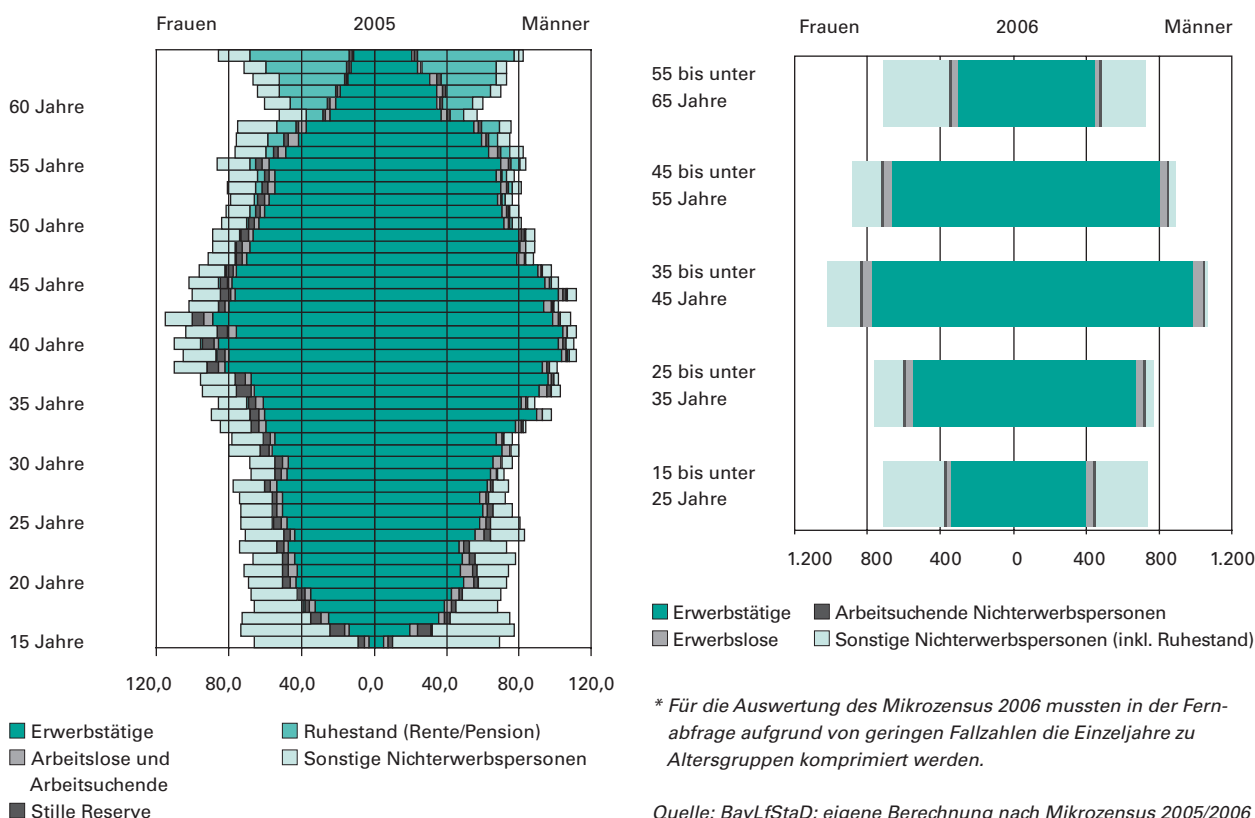 Frauen 2005 Männer
60 Jahre
55 Jahre
50 Jahre
45 Jahre
40 Jahre
35 Jahre
30 Jahre
25 Jahre
20 Jahre
15 Jahre
120,0 80,0 40,0 0,0 40,0 80,0 120,0
Erwerbstätige
Arbeitslose und
Arbeitsuchende
Stille Reserve
Ruhestand (Rente/Pension)
Sonstige Nichterwerbspersonen
Frauen 2006 Männer
55 bis unter
65 Jahre
45 bis unter
55 Jahre
35 bis unter
45 Jahre
25 bis unter
35 Jahre
15 bis unter
25 Jahre
1.200 800 400 0 400 800 1.200
Erwerbstätige
Erwerbslose
Arbeitsuchende Nichterwerbspersonen
Sonstige Nichterwerbspersonen (inkl. Ruhestand)
* Für die Auswertung des Mikrozensus 2006 mussten in der Fern-
abfrage aufgrund von geringen Fallzahlen die Einzeljahre zu
Altersgruppen komprimiert werden.
Quelle: BayLfStaD; eigene Berechnung nach Mikrozensus 2005/2006